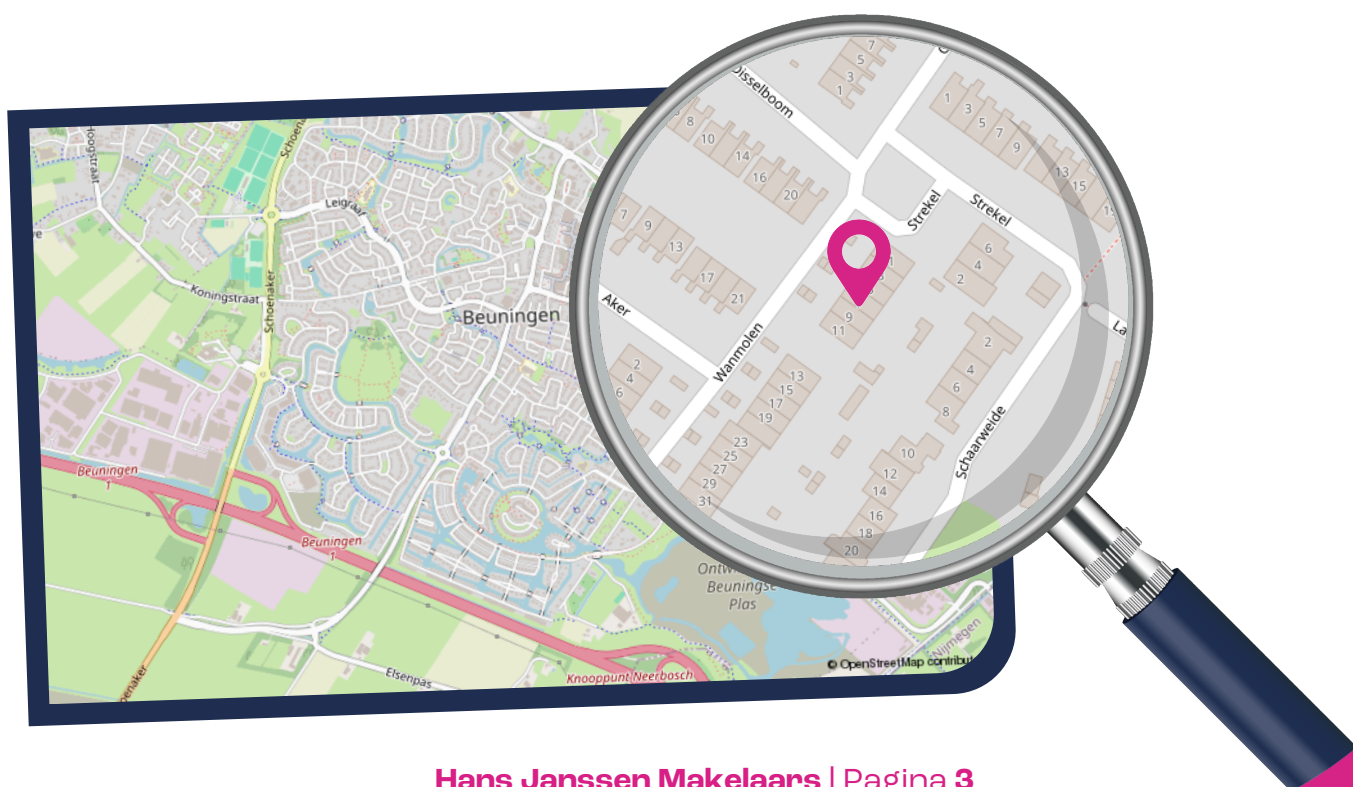 Hoogstraat
Schoenaker
Leigraaf
Koningstraat
Schoenaker
Beuningen
Beuningen
1
Beuningen
1
Beuningse
Plas
Elsenpas
Knooppunt Neerbosch
Nijmegen
© OpenStreetMap contribut
7
5
3
1
Disselboom
8
10
14
16
20
1
3
5
7
9
13
15
19
Strekel
Strekel
7
9
13
17
21
6
4
2
1
9
11
Aker
Wanmolen
La
2
4
6
13
15
17
19
2
4
6
8
23
25
27
29
31
10
12
14
16
18
20
Schaarweide
Hans Janssen Makelaars | Pagina 3